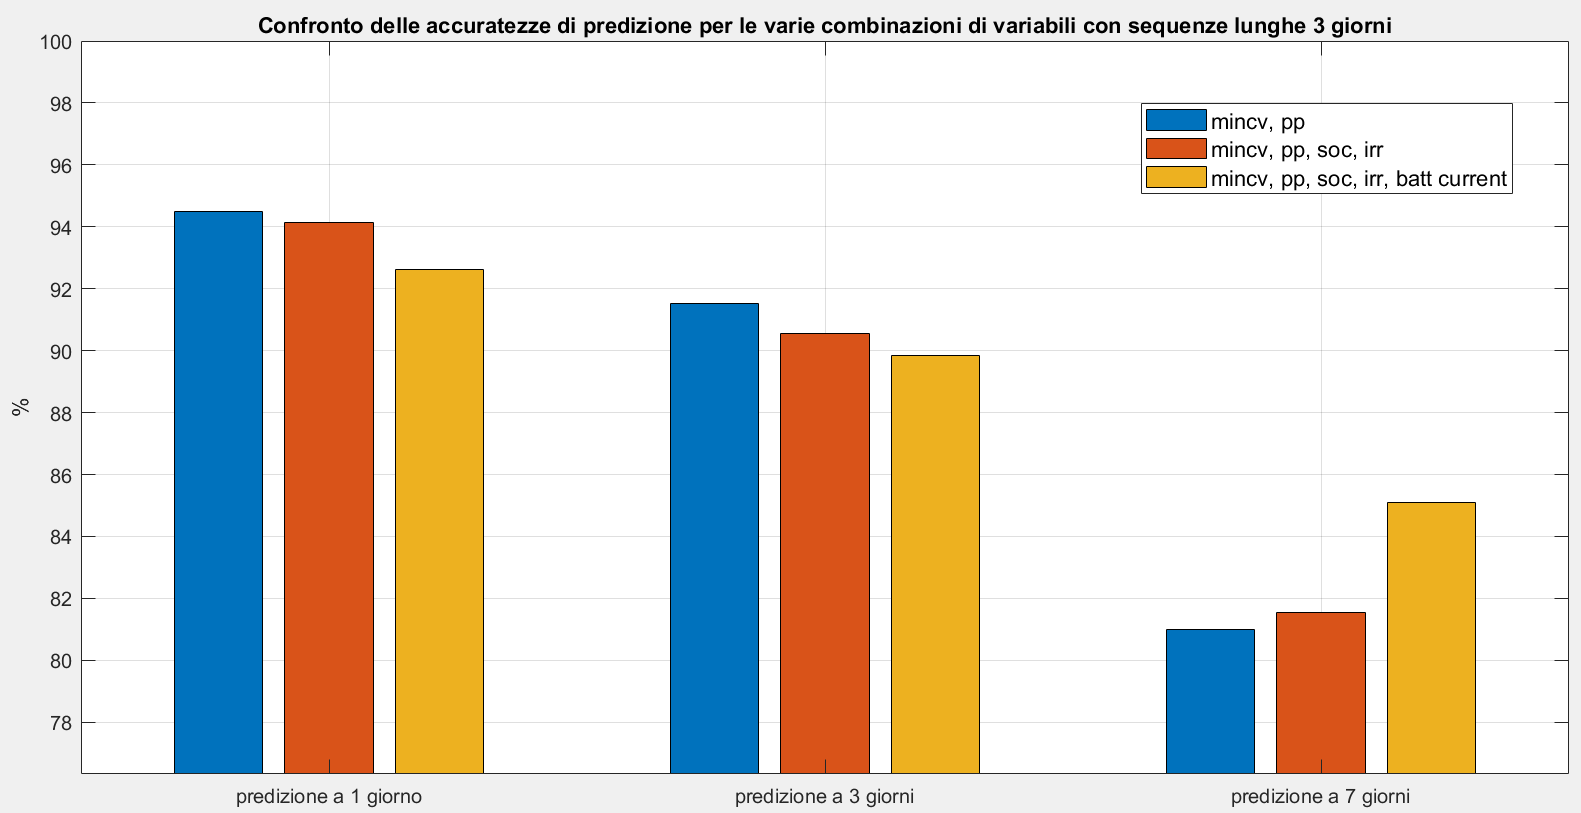 Confronto delle accuratezze di predizione per le varie combinazioni di variabili con sequenze lunghe 3 giorni
100
98
96
94
92
90
88
86
84
82
80
78
%
mincv, pp
mincv, pp, soc, irr
mincv, pp, soc, irr, batt current
predizione a 1 giorno
predizione a 3 giorni
predizione a 7 giorni